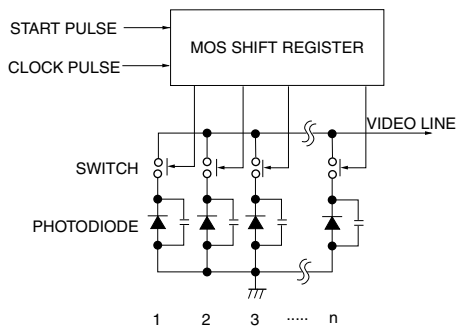 START PULSE
MOS SHIFT REGISTER
CLOCK PULSE
VIDEO LINE
SWITCH
PHOTODIODE
1 2 3 ..... n